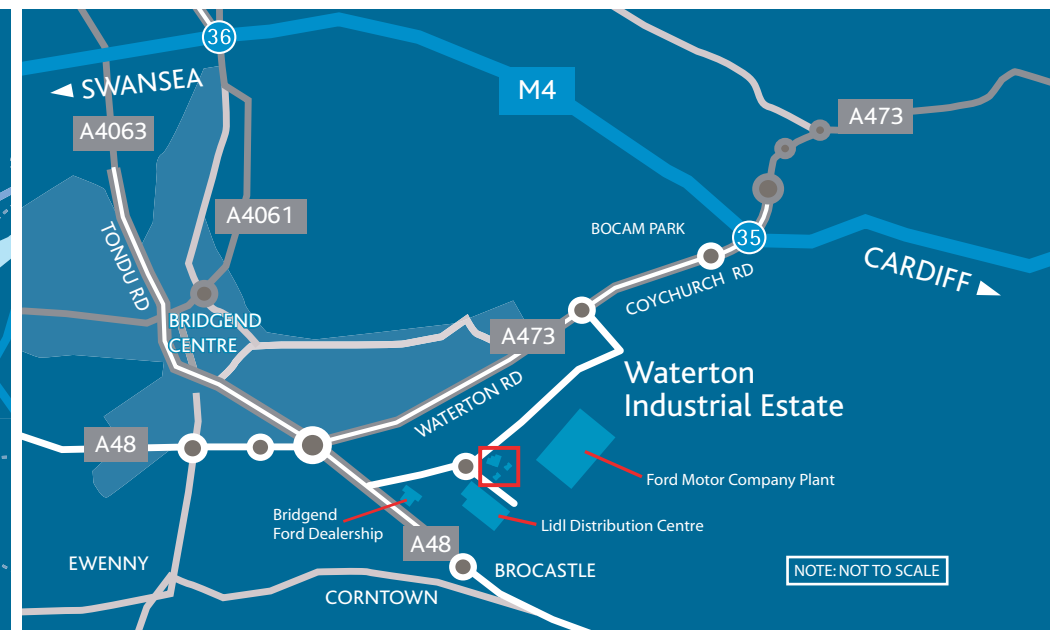 36
SWANSEA
M4
A4063
A473
A4061
TONDU RD
BOCAM PARK
35
CARDIFF
COYCHURCH RD
BRIDGEND
CENTRE
A473
Waterton
Industrial Estate
WATERTON RD
A48
Ford Motor Company Plant
Bridgend
Ford Dealership
Lidl Distribution Centre
A48
EWENNY
BROCASTLE
NOTE: NOT TO SCALE
CORNTOWN